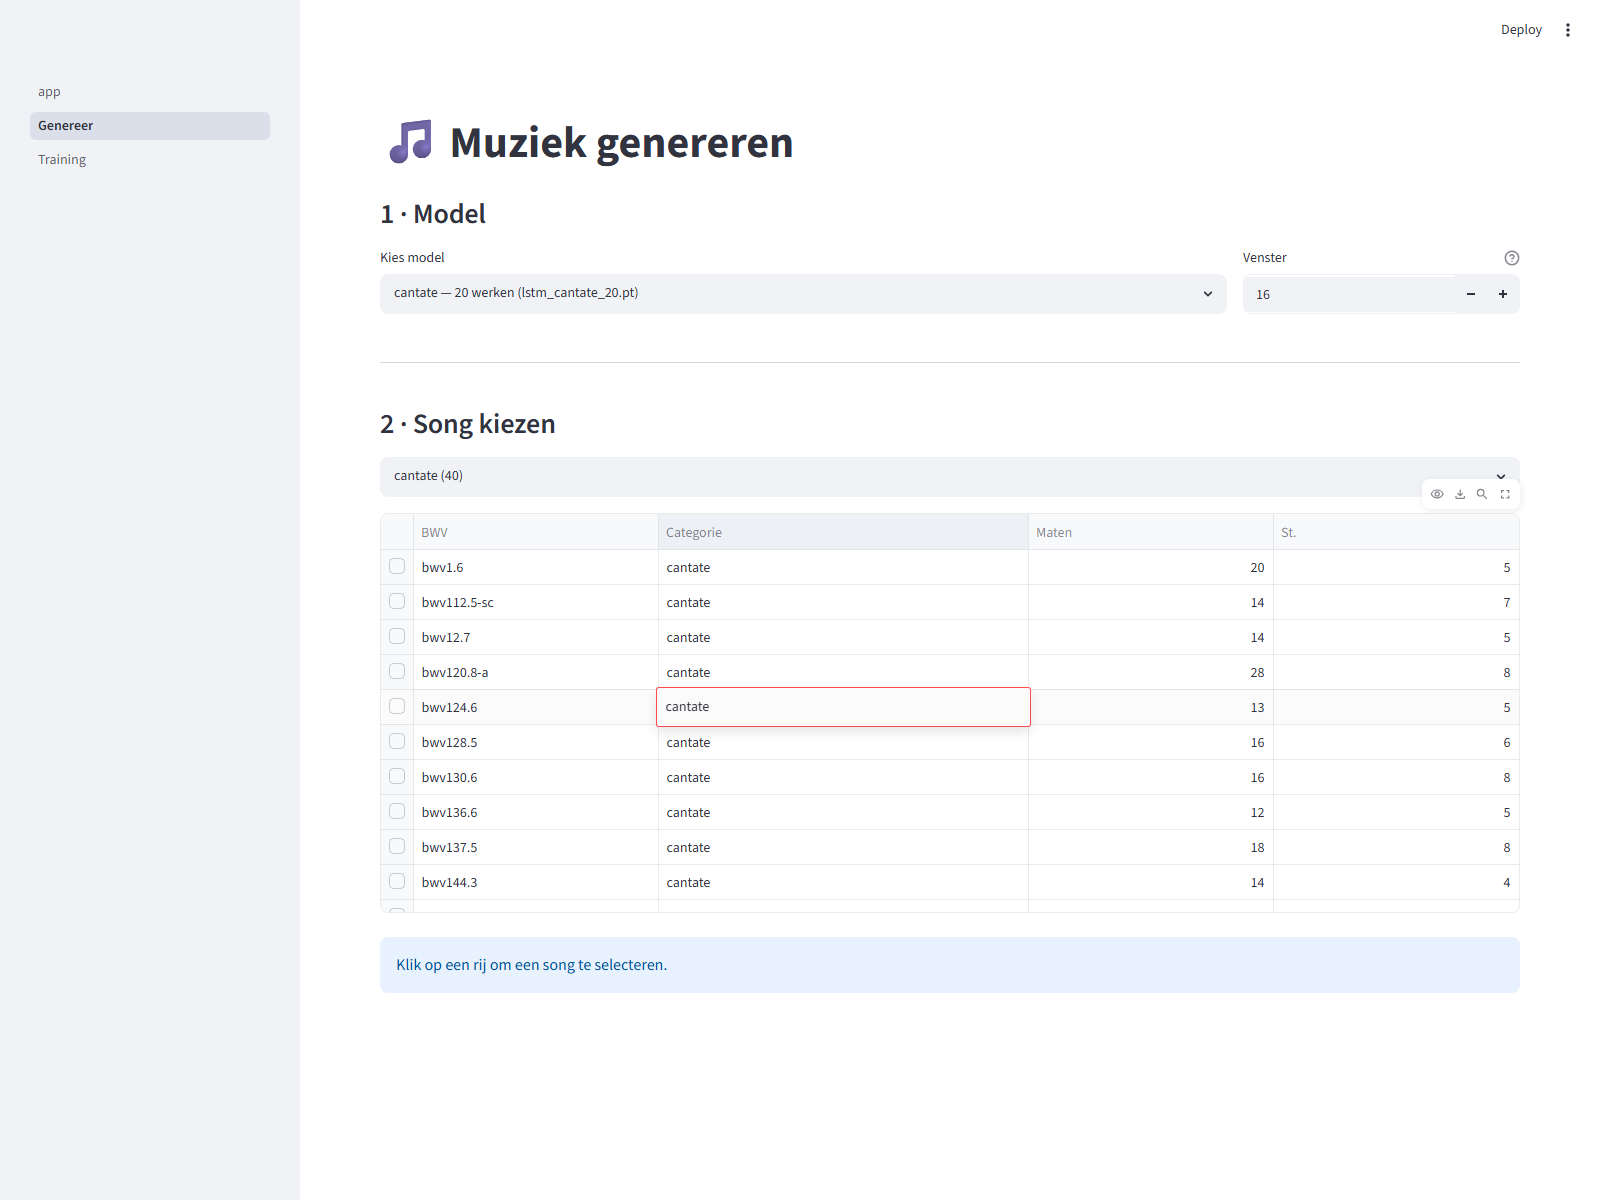 Deploy
app
Genereer
Training
Muziek genereren
1 · Model
Kies model
Venster
cantate — 20 werken (lstm_cantate_20.pt)
16
2 · Song kiezen
cantate (40)
BWV Categorie Maten St.
bwv1.6 cantate 20 5
bwv112.5-sc cantate 14 7
bwv12.7 cantate 14 5
bwv120.8-a cantate 28 8
bwv124.6 cantate 13 5
bwv128.5 cantate 16 6
bwv130.6 cantate 16 8
bwv136.6 cantate 12 5
bwv137.5 cantate 18 8
bwv144.3 cantate 14 4
Klik op een rij om een song te selecteren.